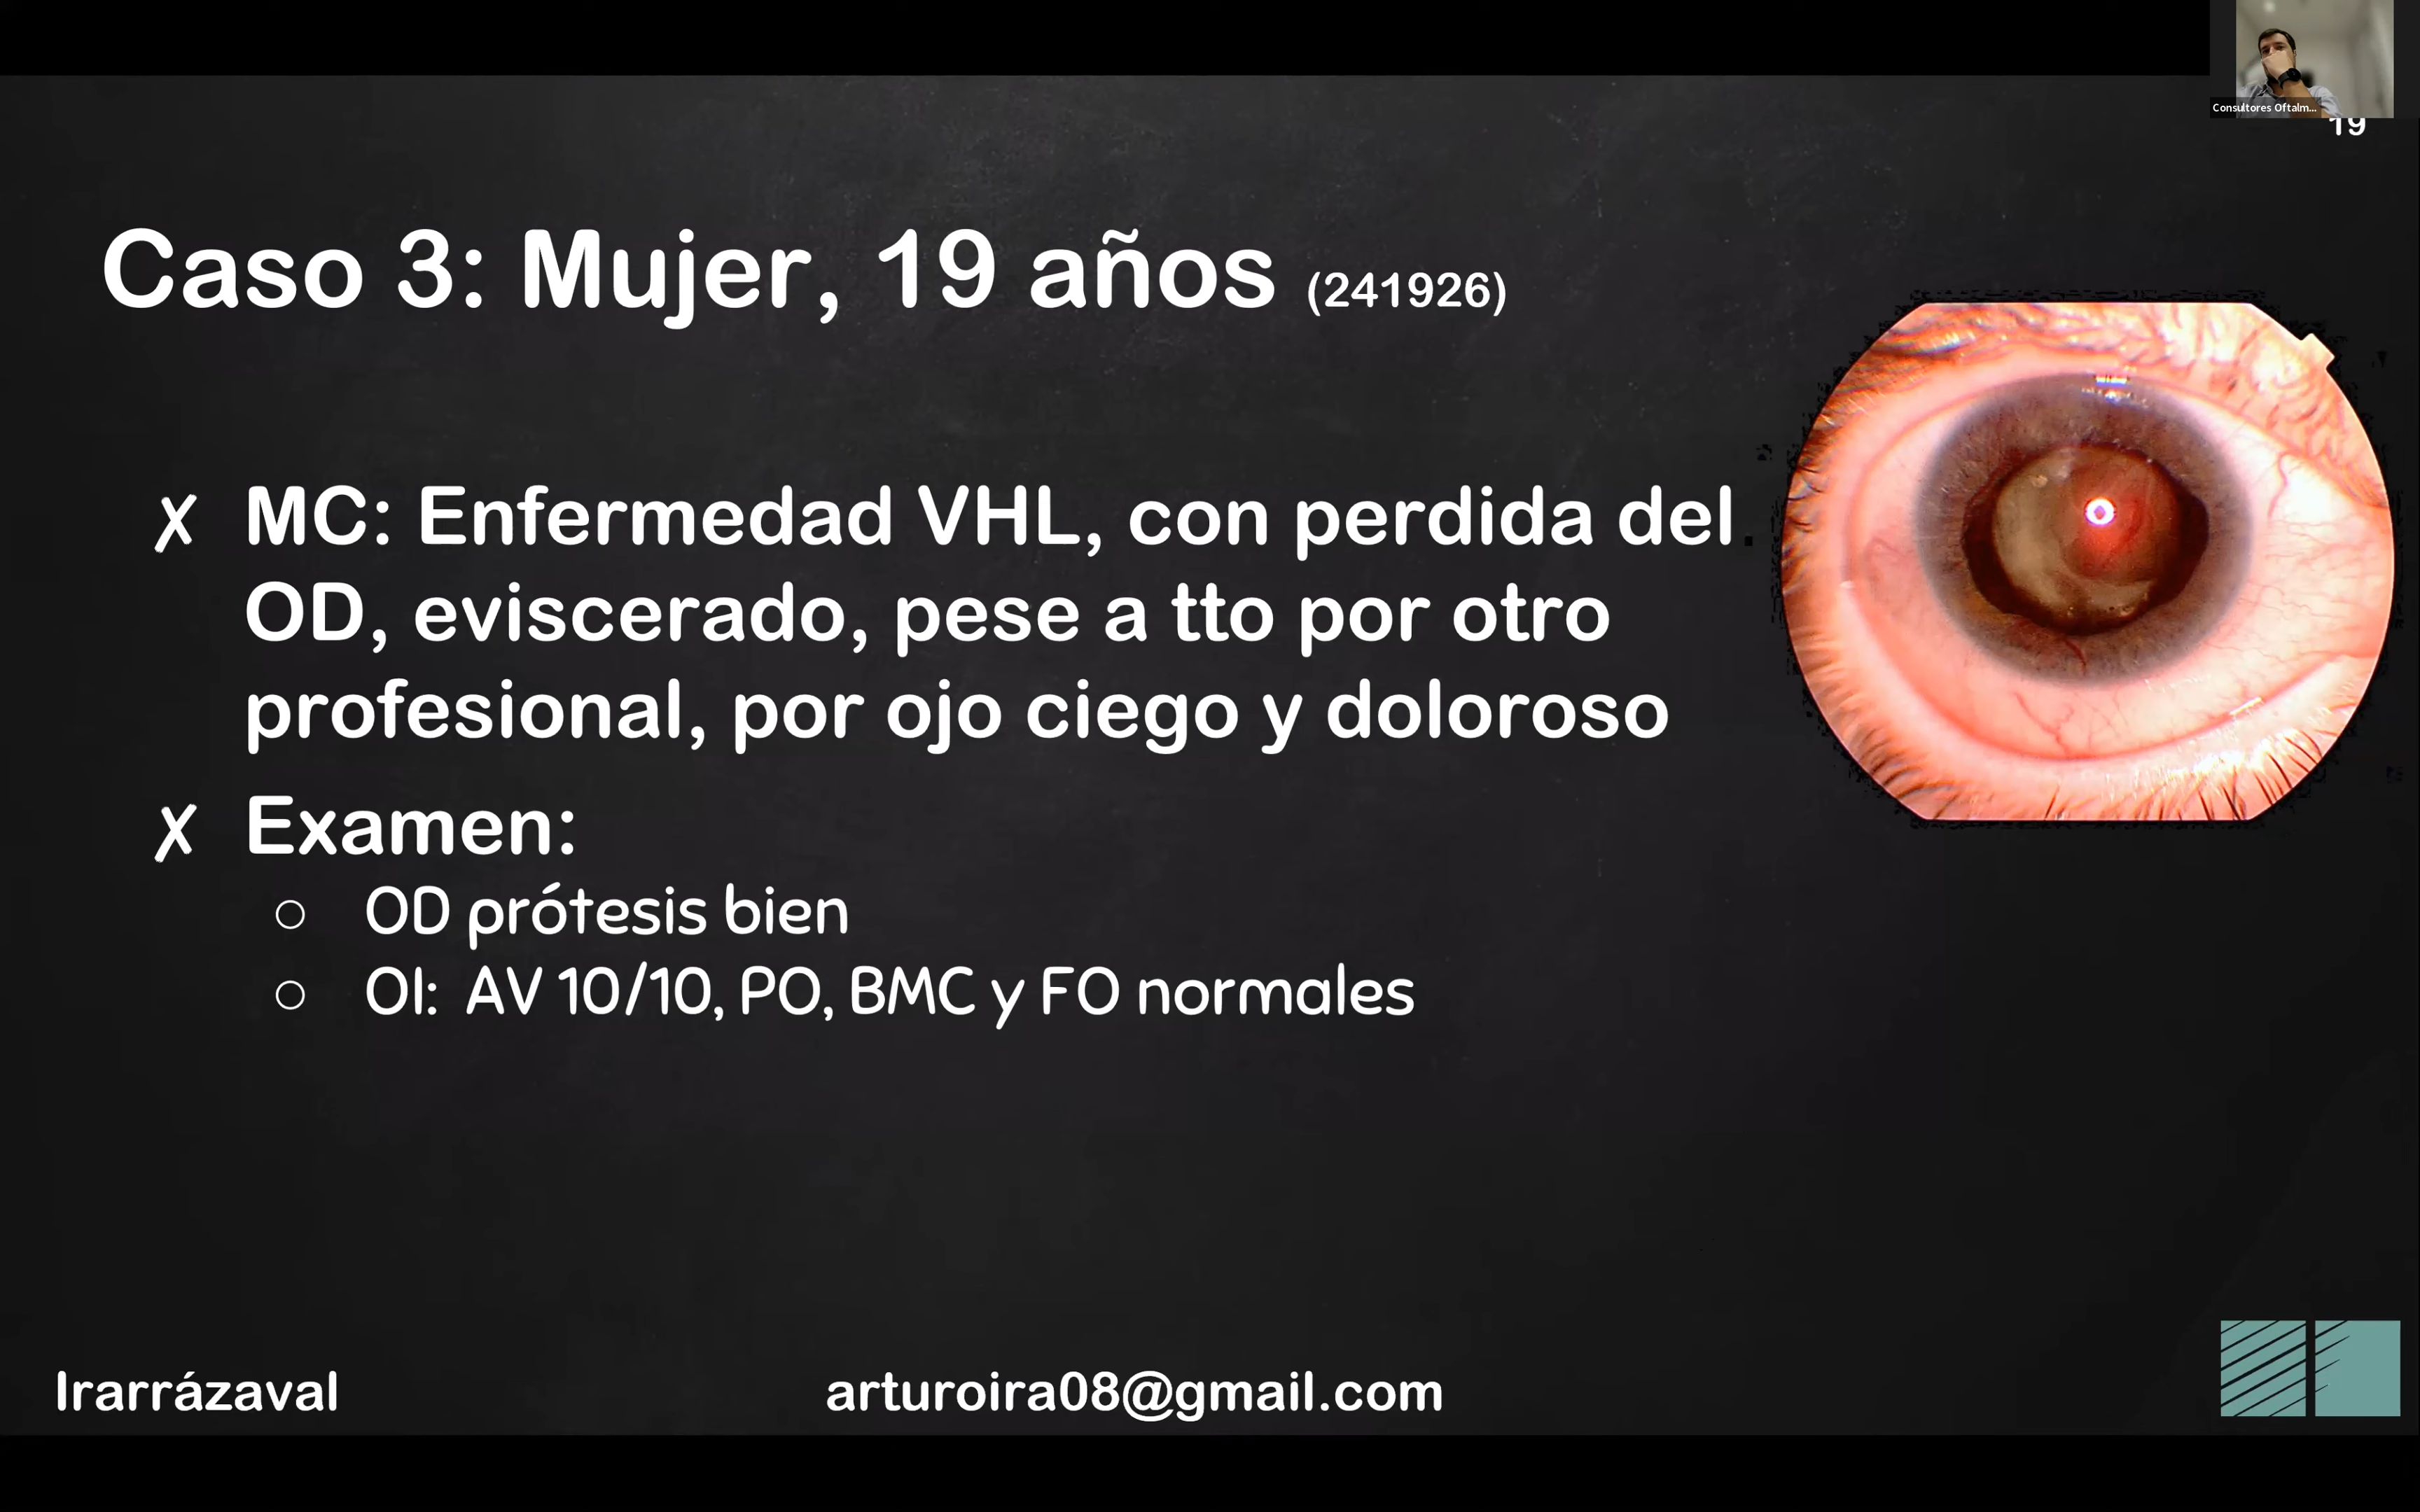 Consultores Oftalm...
19
Caso 3: Mujer, 19 años (241926)
✗ MC: Enfermedad VHL, con perdida del
OD, eviscerado, pese a tto por otro
profesional, por ojo ciego y doloroso
✗ Examen:
○ OD prótesis bien
○ OI: AV 10/10, PO, BMC y FO normales
Irarrázaval
arturoira08@gmail.com